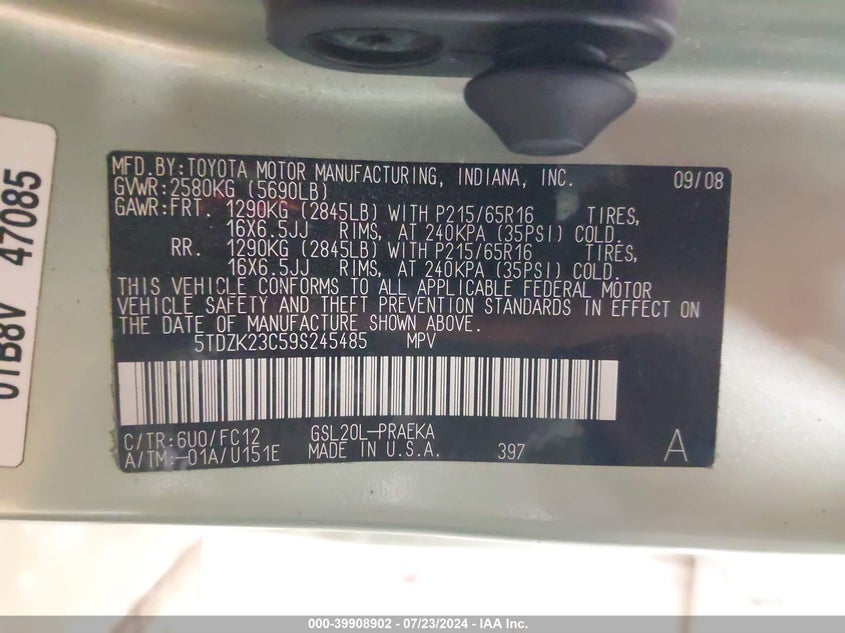 MFD.BY:TOYOTA MOTOR MANUFACTURING, INDIANA, INC. 09/08
GVWR:2580KG (5690LB)
GAWR:FRT. 1290KG (2845LB) WITH P215/65R16 TIRES,
16X6.5JJ RIMS, AT 240KPA (35PSI) COLD.
RR. 1290KG (2845LB) WITH P215/65R16 TIRES,
16X6.5JJ RIMS, AT 240KPA (35PSI) COLD.
THIS VEHICLE CONFORMS TO ALL APPLICABLE FEDERAL MOTOR
VEHICLE SAFETY AND THEFT PREVENTION STANDARDS IN EFFECT ON
THE DATE OF MANUFACTURE SHOWN ABOVE.
5TDZK23C59S245485 MPV
C/TR:6U0/FC12 GSL20L-PRAEKA
A/TM:-01A/U151E MADE IN U.S.A. 397 A
47085
000-39908902 - 07/23/2024 - IAA Inc.